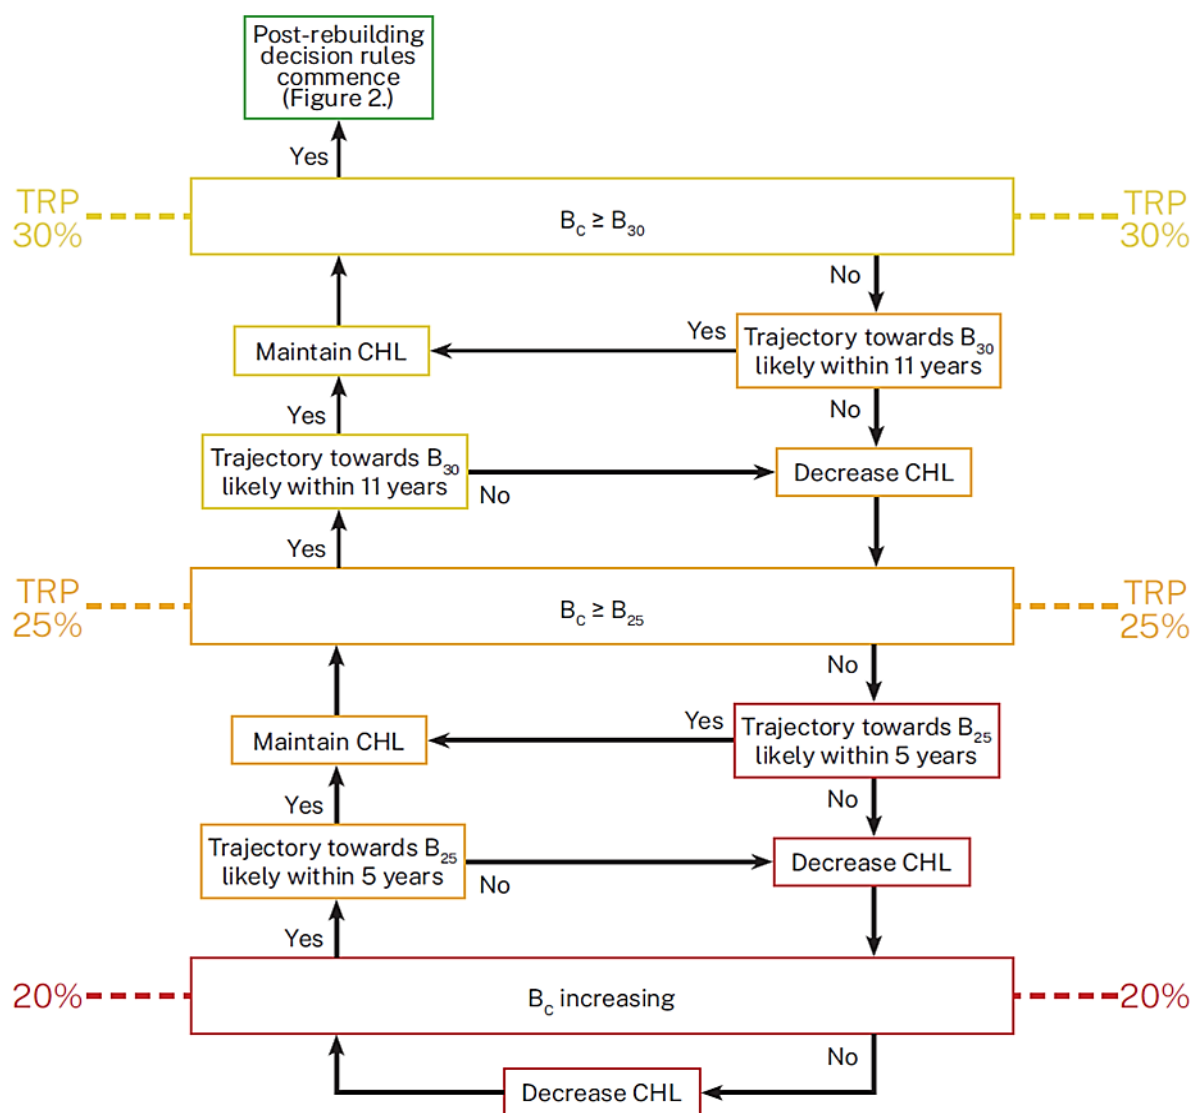 Post-rebuilding
decision rules
commence
(Figure 2.)
Yes
TRP
30%
B_C ≥ B_30
TRP
30%
No
Maintain CHL
Yes
Trajectory towards B_30
likely within 11 years
Yes
No
Trajectory towards B_30
likely within 11 years
No
Decrease CHL
Yes
TRP
25%
B_C ≥ B_25
TRP
25%
No
Maintain CHL
Yes
Trajectory towards B_25
likely within 5 years
Yes
No
Trajectory towards B_25
likely within 5 years
No
Decrease CHL
Yes
20%
B_C increasing
20%
No
Decrease CHL